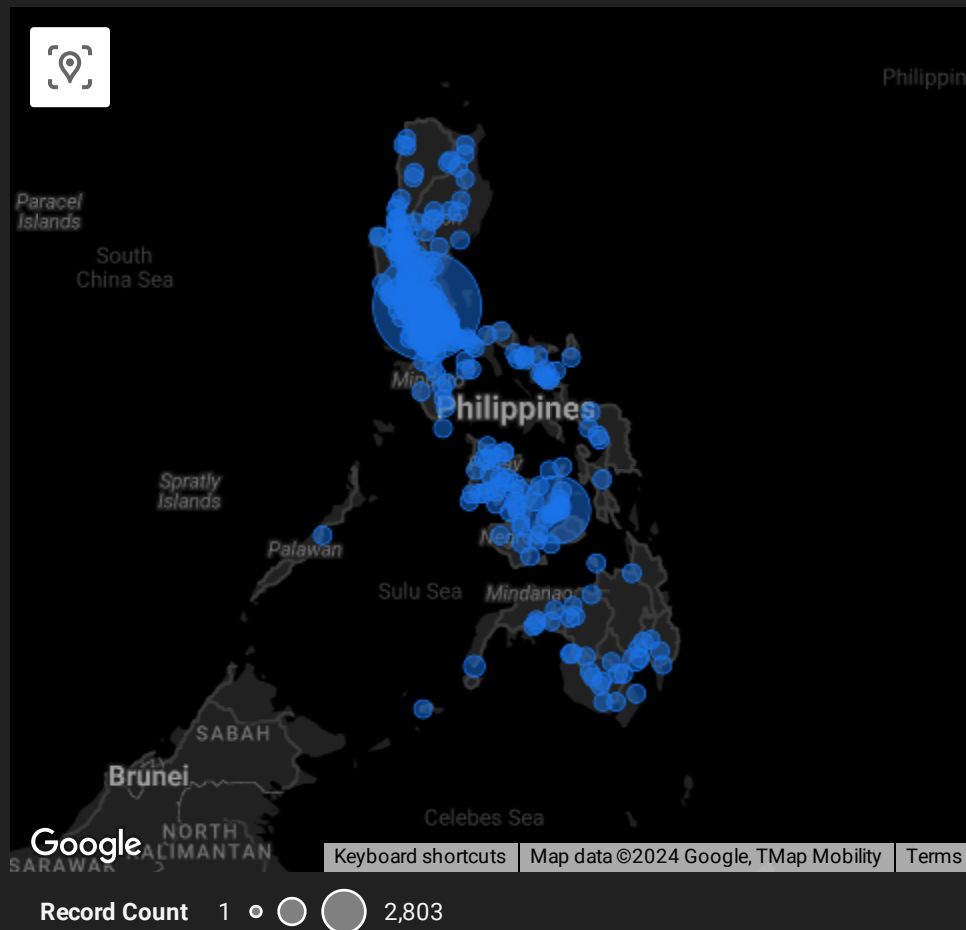 Philippin
Paracel
Islands
South
China Sea
Philippines
Spratly
Islands
Palawan
Sulu Sea
Mindanao
SABAH
Brunei
Celebes Sea
NORTH
KALIMANTAN
SARAWAK
Google
Keyboard shortcuts
Map data ©2024 Google, TMap Mobility
Terms
Record Count 1 2,803